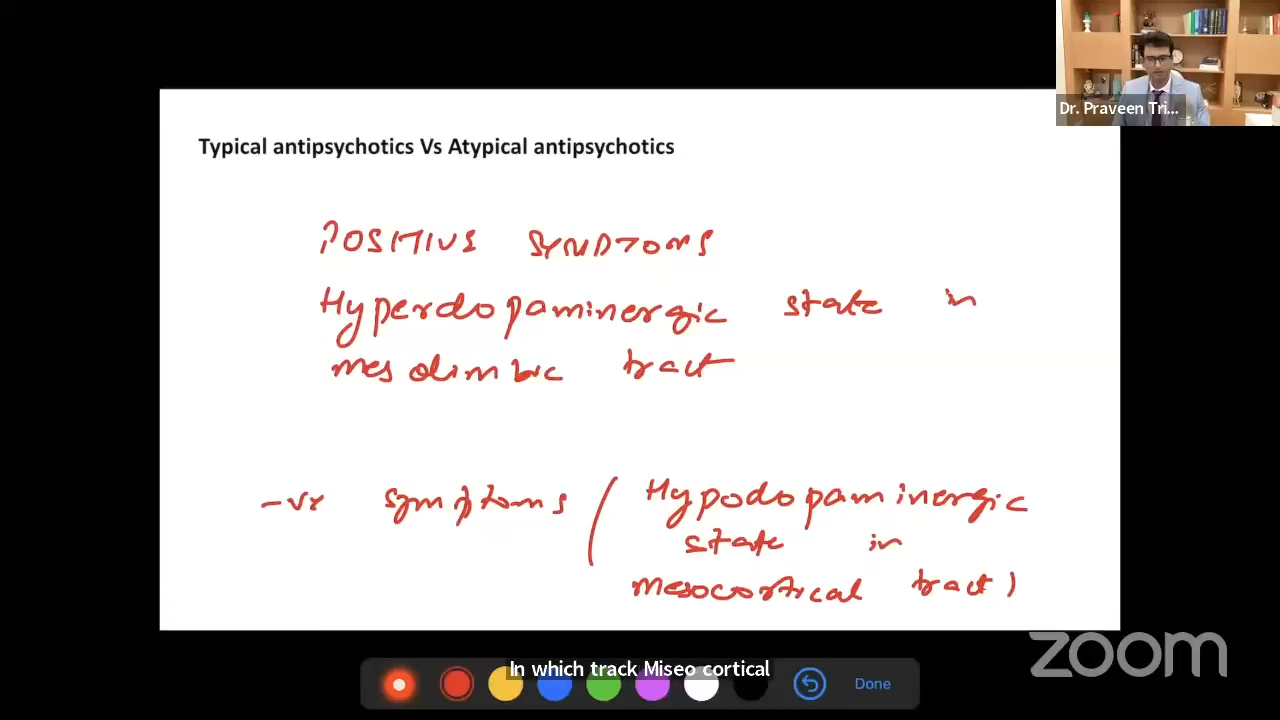 Dr. Praveen Tri...
Typical antipsychotics Vs Atypical antipsychotics
POSITIVE SYMPTOMS
Hyperdopaminergic state in
mesolimbic tract
-ve symptoms / Hypodopaminergic
state in
mesocortical tract )
zoom
In which track Miseo cortical
Done